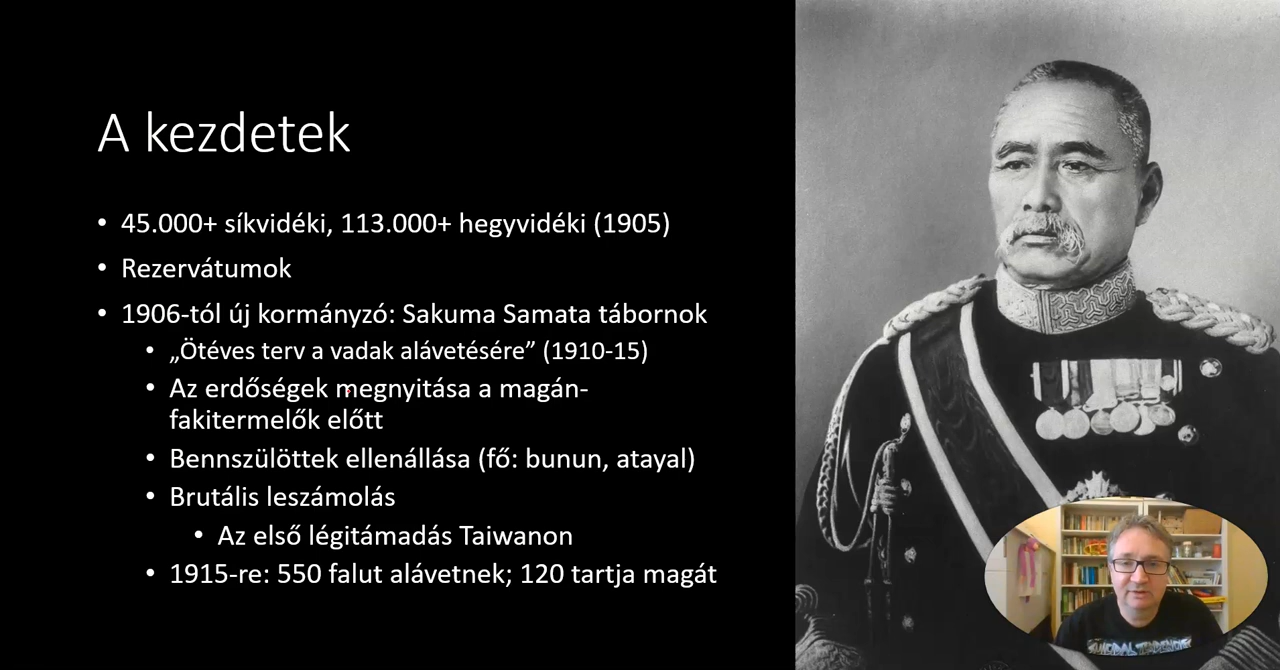 A kezdetek
• 45.000+ síkvidéki, 113.000+ hegyvidéki (1905)
• Rezervátumok
• 1906-tól új kormányzó: Sakuma Samata tábornok
• „Ötéves terv a vadak alávetésére” (1910-15)
• Az erdőségek megnyitása a magán-
fakitermelők előtt
• Bennszülöttek ellenállása (fő: bunun, atayal)
• Brutális leszámolás
• Az első légitámadás Taiwanon
• 1915-re: 550 falut alávetnek; 120 tartja magát
SUICIDAL TENDENCIES